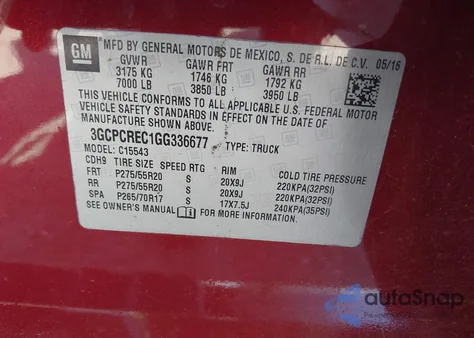 GM
MFD BY GENERAL MOTORS DE MEXICO, S. DE R.L. DE C.V. 05/16
GVWR GAWR FRT GAWR RR
3175 KG 1746 KG 1792 KG
7000 LB 3850 LB 3950 LB
THIS VEHICLE CONFORMS TO ALL APPLICABLE U.S. FEDERAL MOTOR
VEHICLE SAFETY AND THEFT PREVENTION STANDARDS IN EFFECT ON THE DATE OF
MANUFACTURE SHOWN ABOVE.
3GCPCREC1GG336677 TYPE: TRUCK
MODEL: C15543
CDH9 TIRE SIZE SPEED RTG RIM COLD TIRE PRESSURE
FRT P275/55R20 S 20X9J 220KPA(32PSI)
RR P275/55R20 S 20X9J 220KPA(32PSI)
SPA P265/70R17 S 17X7.5J 240KPA(35PSI)
SEE OWNER'S MANUAL FOR MORE INFORMATION.
autoSnap